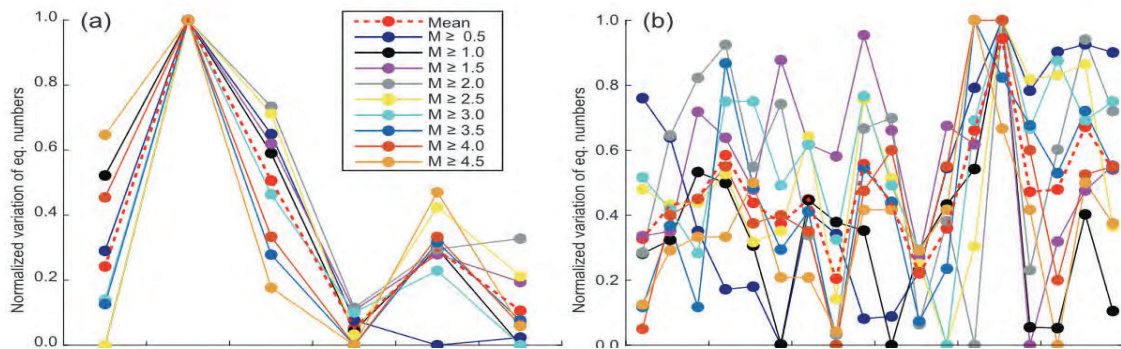 (a)
Normalized variation of eq. numbers
1.0
0.8
0.6
0.4
0.2
0.0
Mean
M ≥ 0.5
M ≥ 1.0
M ≥ 1.5
M ≥ 2.0
M ≥ 2.5
M ≥ 3.0
M ≥ 3.5
M ≥ 4.0
M ≥ 4.5
(b)
Normalized variation of eq. numbers
1.0
0.8
0.6
0.4
0.2
0.0